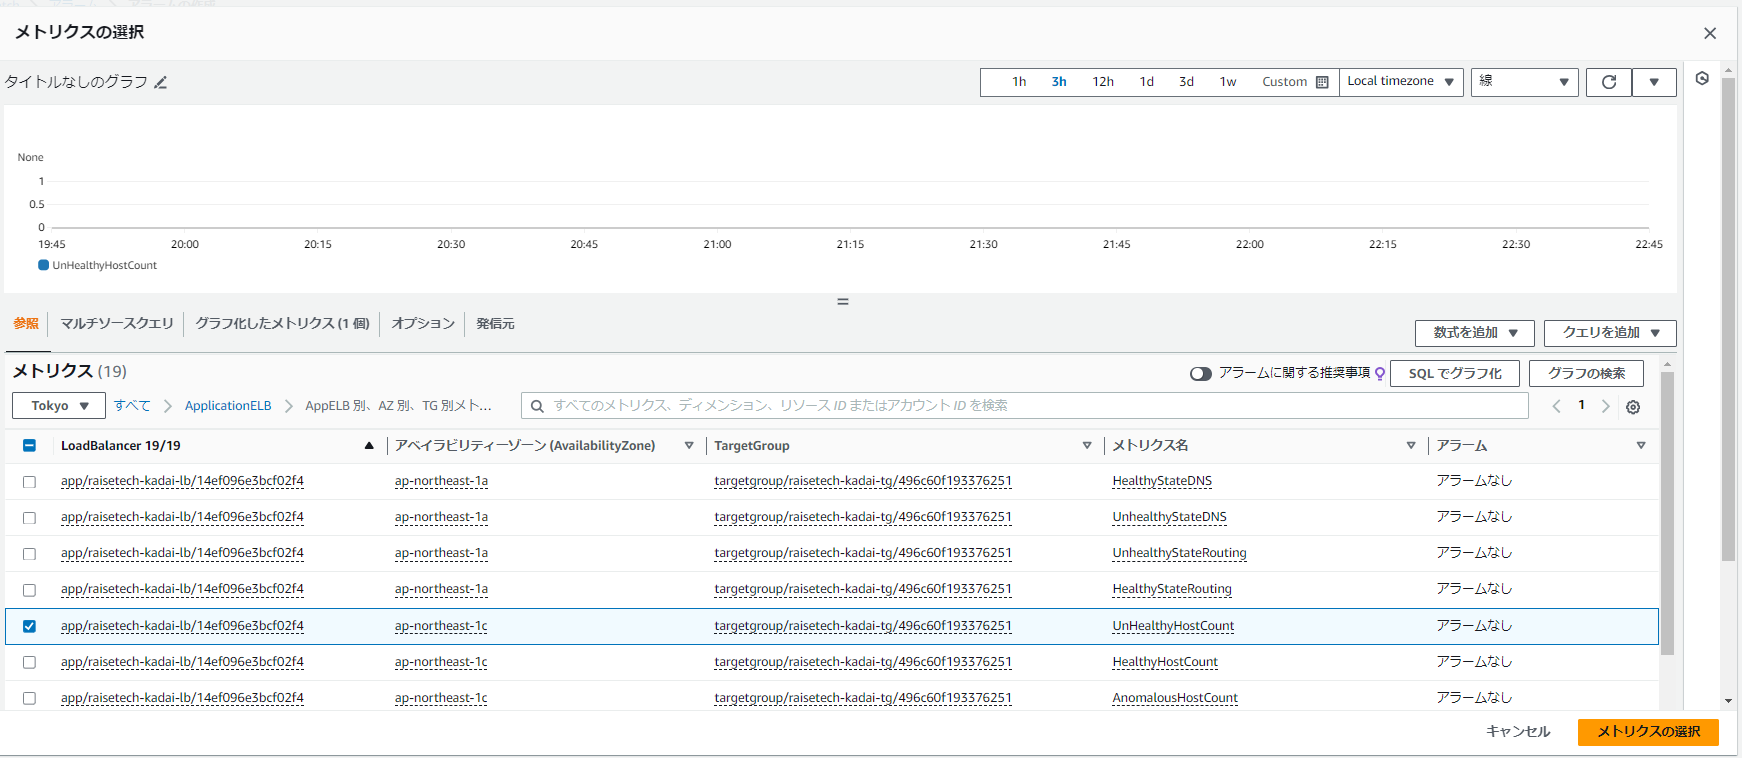 メトリクスの選択
タイトルなしのグラフ
1h 3h 12h 1d 3d 1w Custom Local timezone 線
None
1
0.5
0
19:45 20:00 20:15 20:30 20:45 21:00 21:15 21:30 21:45 22:00 22:15 22:30 22:45
UnHealthyHostCount
参照 マルチソースクエリ グラフ化したメトリクス (1 個) オプション 発信元
数式を追加 クエリを追加
メトリクス (19)
アラームに関する推奨事項 SQL でグラフ化 グラフの検索
Tokyo すべて ApplicationELB AppELB 別、AZ 別、TG 別メト... すべてのメトリクス、ディメンション、リソース ID またはアカウント ID を検索 1
LoadBalancer 19/19 アベイラビリティーゾーン (AvailabilityZone) TargetGroup メトリクス名 アラーム
app/raisetech-kadai-lb/14ef096e3bcf02f4 ap-northeast-1a targetgroup/raisetech-kadai-tg/496c60f193376251 HealthyStateDNS アラームなし
app/raisetech-kadai-lb/14ef096e3bcf02f4 ap-northeast-1a targetgroup/raisetech-kadai-tg/496c60f193376251 UnhealthyStateDNS アラームなし
app/raisetech-kadai-lb/14ef096e3bcf02f4 ap-northeast-1a targetgroup/raisetech-kadai-tg/496c60f193376251 UnhealthyStateRouting アラームなし
app/raisetech-kadai-lb/14ef096e3bcf02f4 ap-northeast-1a targetgroup/raisetech-kadai-tg/496c60f193376251 HealthyStateRouting アラームなし
app/raisetech-kadai-lb/14ef096e3bcf02f4 ap-northeast-1c targetgroup/raisetech-kadai-tg/496c60f193376251 UnHealthyHostCount アラームなし
app/raisetech-kadai-lb/14ef096e3bcf02f4 ap-northeast-1c targetgroup/raisetech-kadai-tg/496c60f193376251 HealthyHostCount アラームなし
app/raisetech-kadai-lb/14ef096e3bcf02f4 ap-northeast-1c targetgroup/raisetech-kadai-tg/496c60f193376251 AnomalousHostCount アラームなし
キャンセル メトリクスの選択